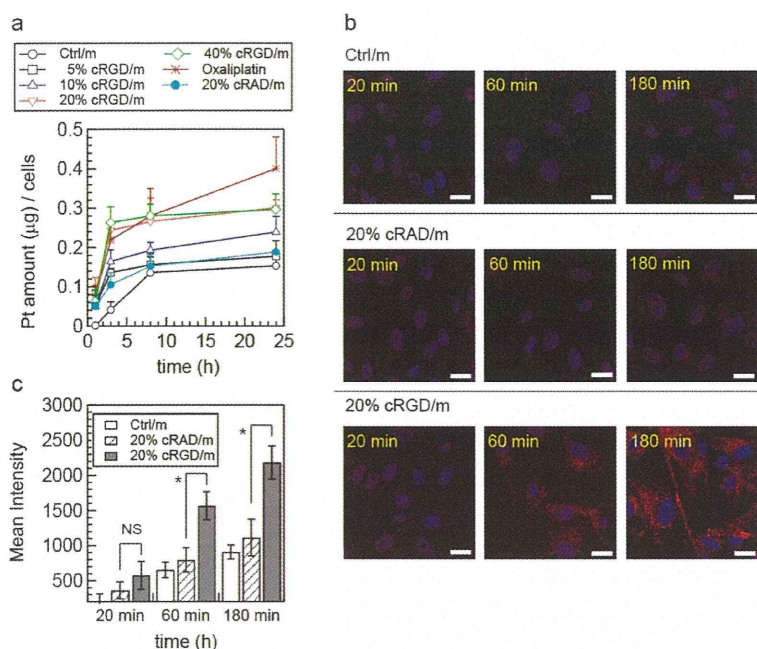 a
Ctrl/m
5% cRGD/m
10% cRGD/m
20% cRGD/m
40% cRGD/m
Oxaliplatin
20% cRAD/m
0.5
0.4
0.3
0.2
0.1
0
Pt amount (µg) / cells
0 5 10 15 20 25
time (h)
b
Ctrl/m
20 min 60 min 180 min
20% cRAD/m
20 min 60 min 180 min
20% cRGD/m
20 min 60 min 180 min
c
3000
2500
2000
1500
1000
500
Mean Intensity
Ctrl/m
20% cRAD/m
20% cRGD/m
NS
*
*
20 min 60 min 180 min
time (h)